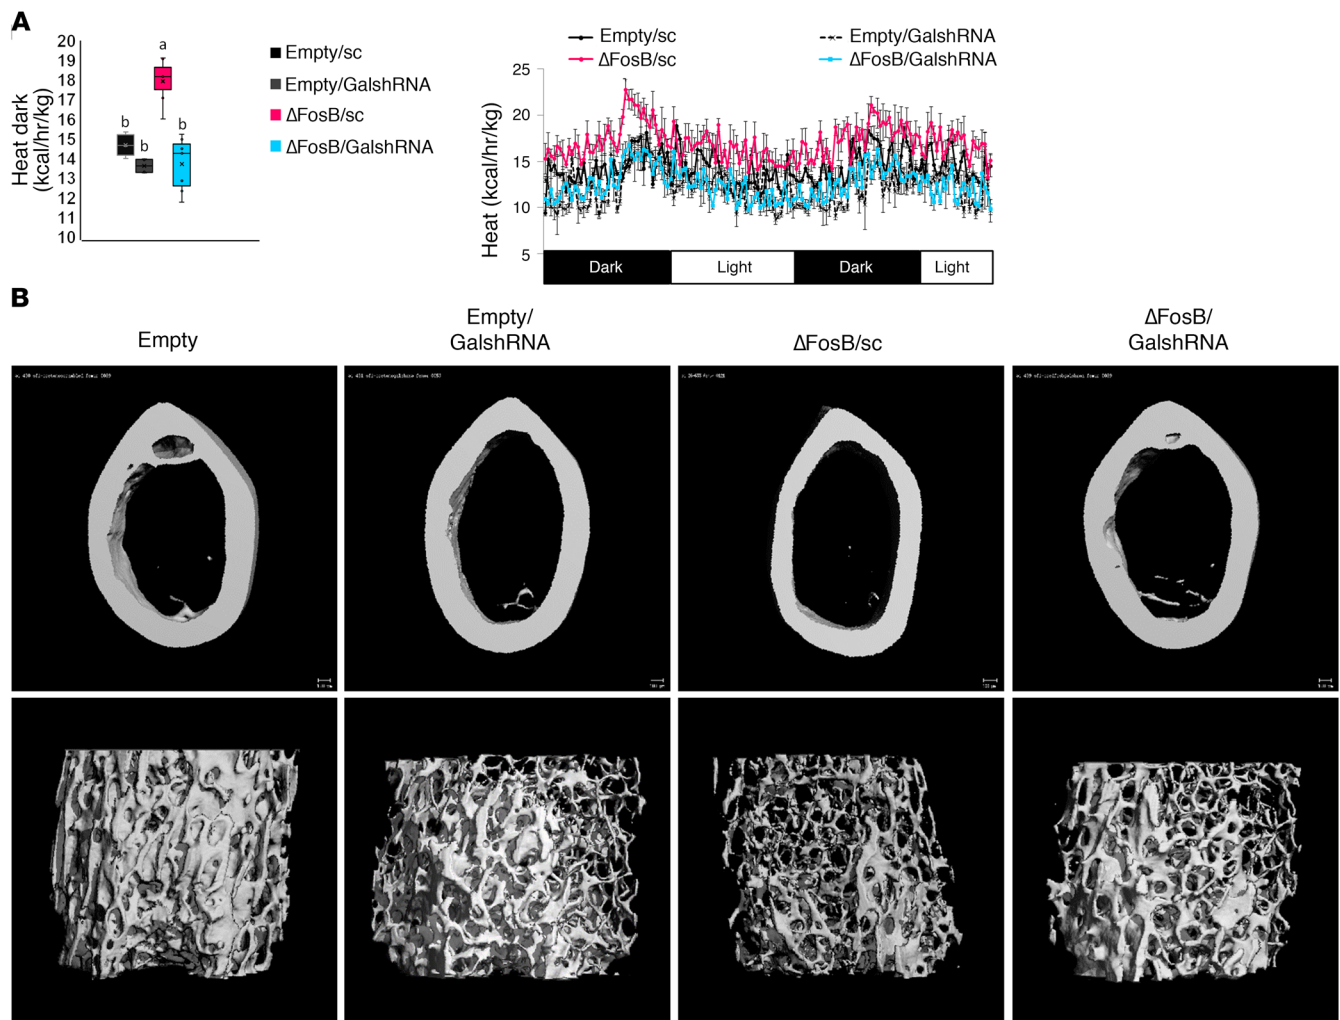 A
Heat dark
(kcal/hr/kg)
20
19
18
17
16
15
14
13
12
11
10
b
b
a
b
Empty/sc
Empty/GalshRNA
ΔFosB/sc
ΔFosB/GalshRNA
Empty/sc
Empty/GalshRNA
ΔFosB/sc
ΔFosB/GalshRNA
Heat (kcal/hr/kg)
25
20
15
10
5
Dark
Light
Dark
Light
B
Empty
Empty/
GalshRNA
ΔFosB/sc
ΔFosB/
GalshRNA